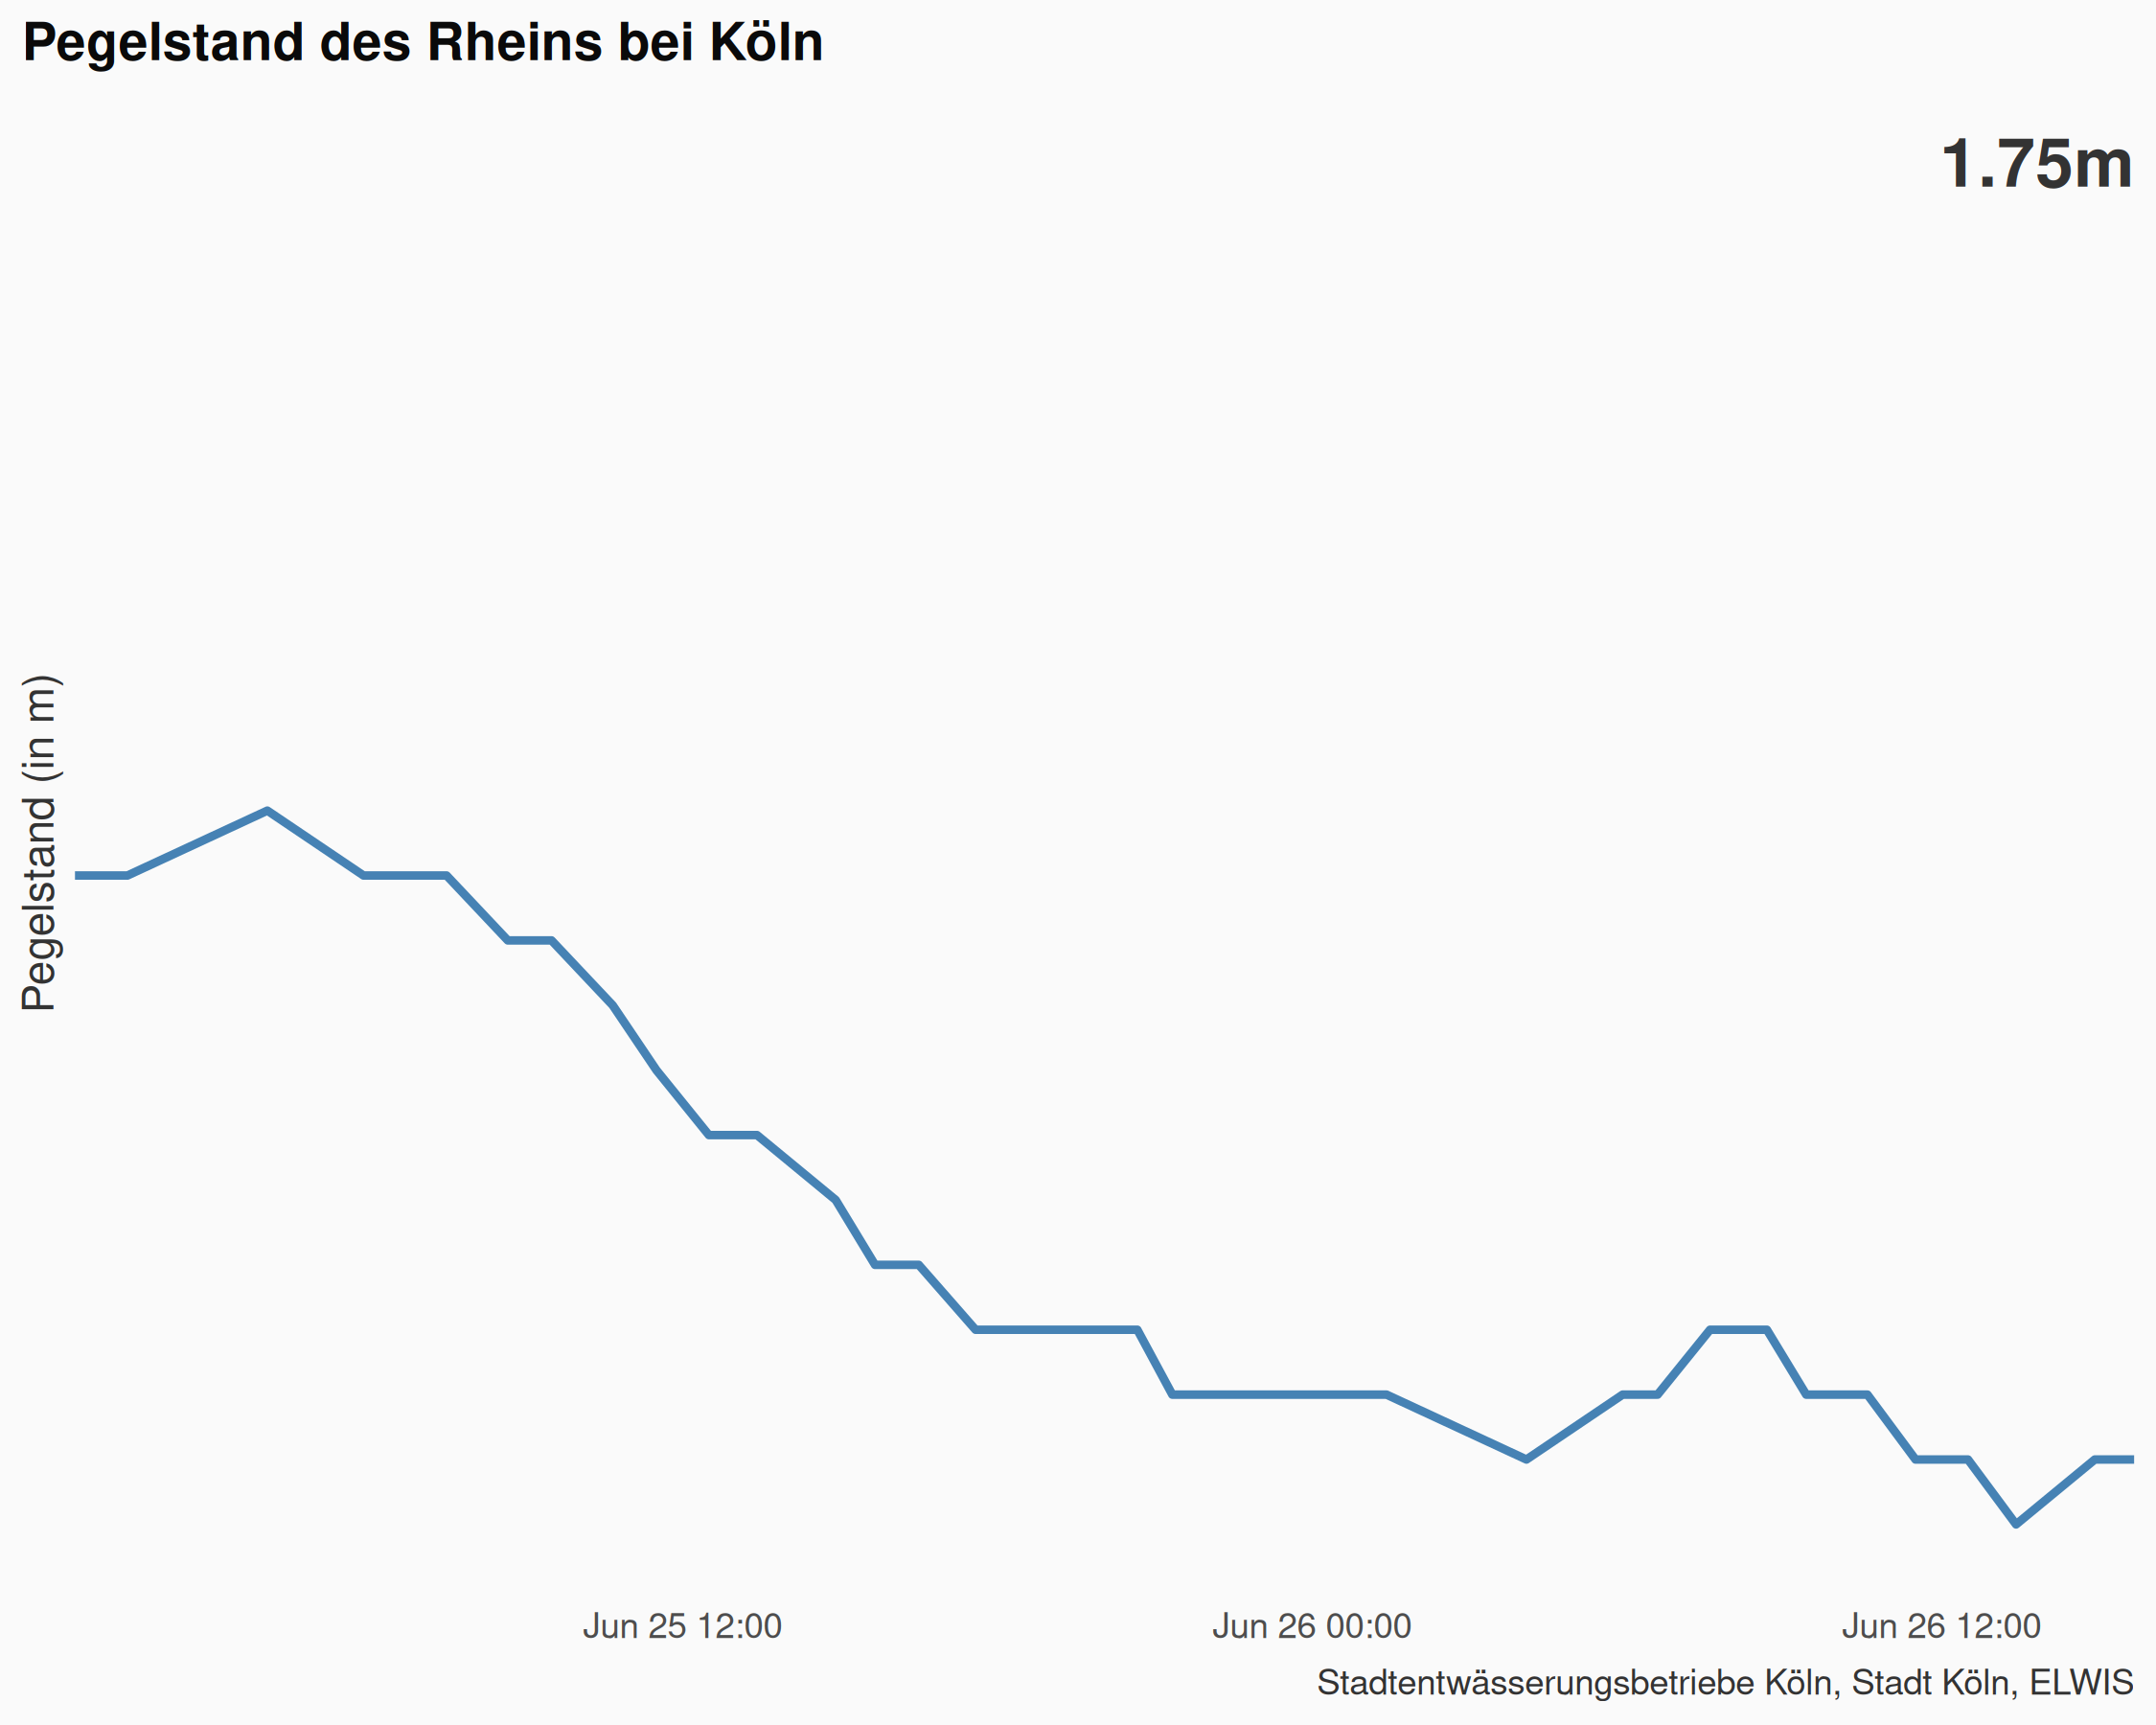 Pegelstand des Rheins bei Köln
1.75m
Pegelstand (in m)
Jun 25 12:00
Jun 26 00:00
Jun 26 12:00
Stadtentwässerungsbetriebe Köln, Stadt Köln, ELWIS